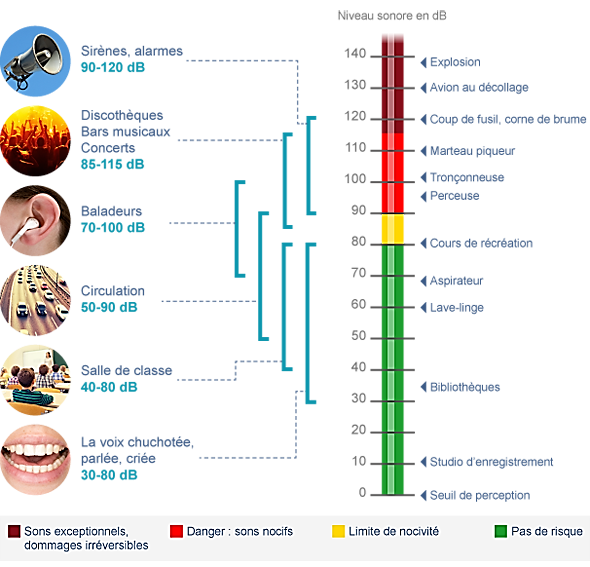 Niveau sonore en dB
Sirènes, alarmes
90-120 dB
Discothèques
Bars musicaux
Concerts
85-115 dB
Baladeurs
70-100 dB
Circulation
50-90 dB
Salle de classe
40-80 dB
La voix chuchotée,
parlée, criée
30-80 dB
140
130
120
110
100
90
80
70
60
50
40
30
20
10
0
Explosion
Avion au décollage
Coup de fusil, corne de brume
Marteau piqueur
Tronçonneuse
Perceuse
Cours de récréation
Aspirateur
Lave-linge
Bibliothèques
Studio d'enregistrement
Seuil de perception
Sons exceptionnels,
dommages irréversibles
Danger : sons nocifs
Limite de nocivité
Pas de risque